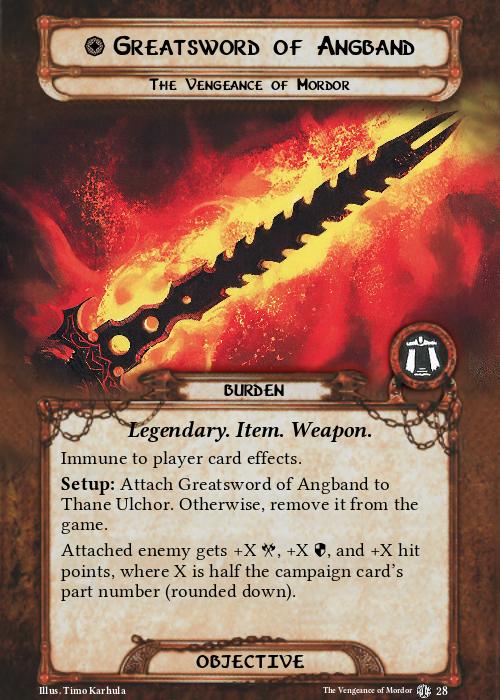 Greatsword of Angband
The Vengeance of Mordor
BURDEN
Legendary. Item. Weapon.
Immune to player card effects.
Setup: Attach Greatsword of Angband to
Thane Ulchor. Otherwise, remove it from the
game.
Attached enemy gets +X , +X , and +X hit
points, where X is half the campaign card's
part number (rounded down).
OBJECTIVE
Illus. Timo Karhula
The Vengeance of Mordor 28